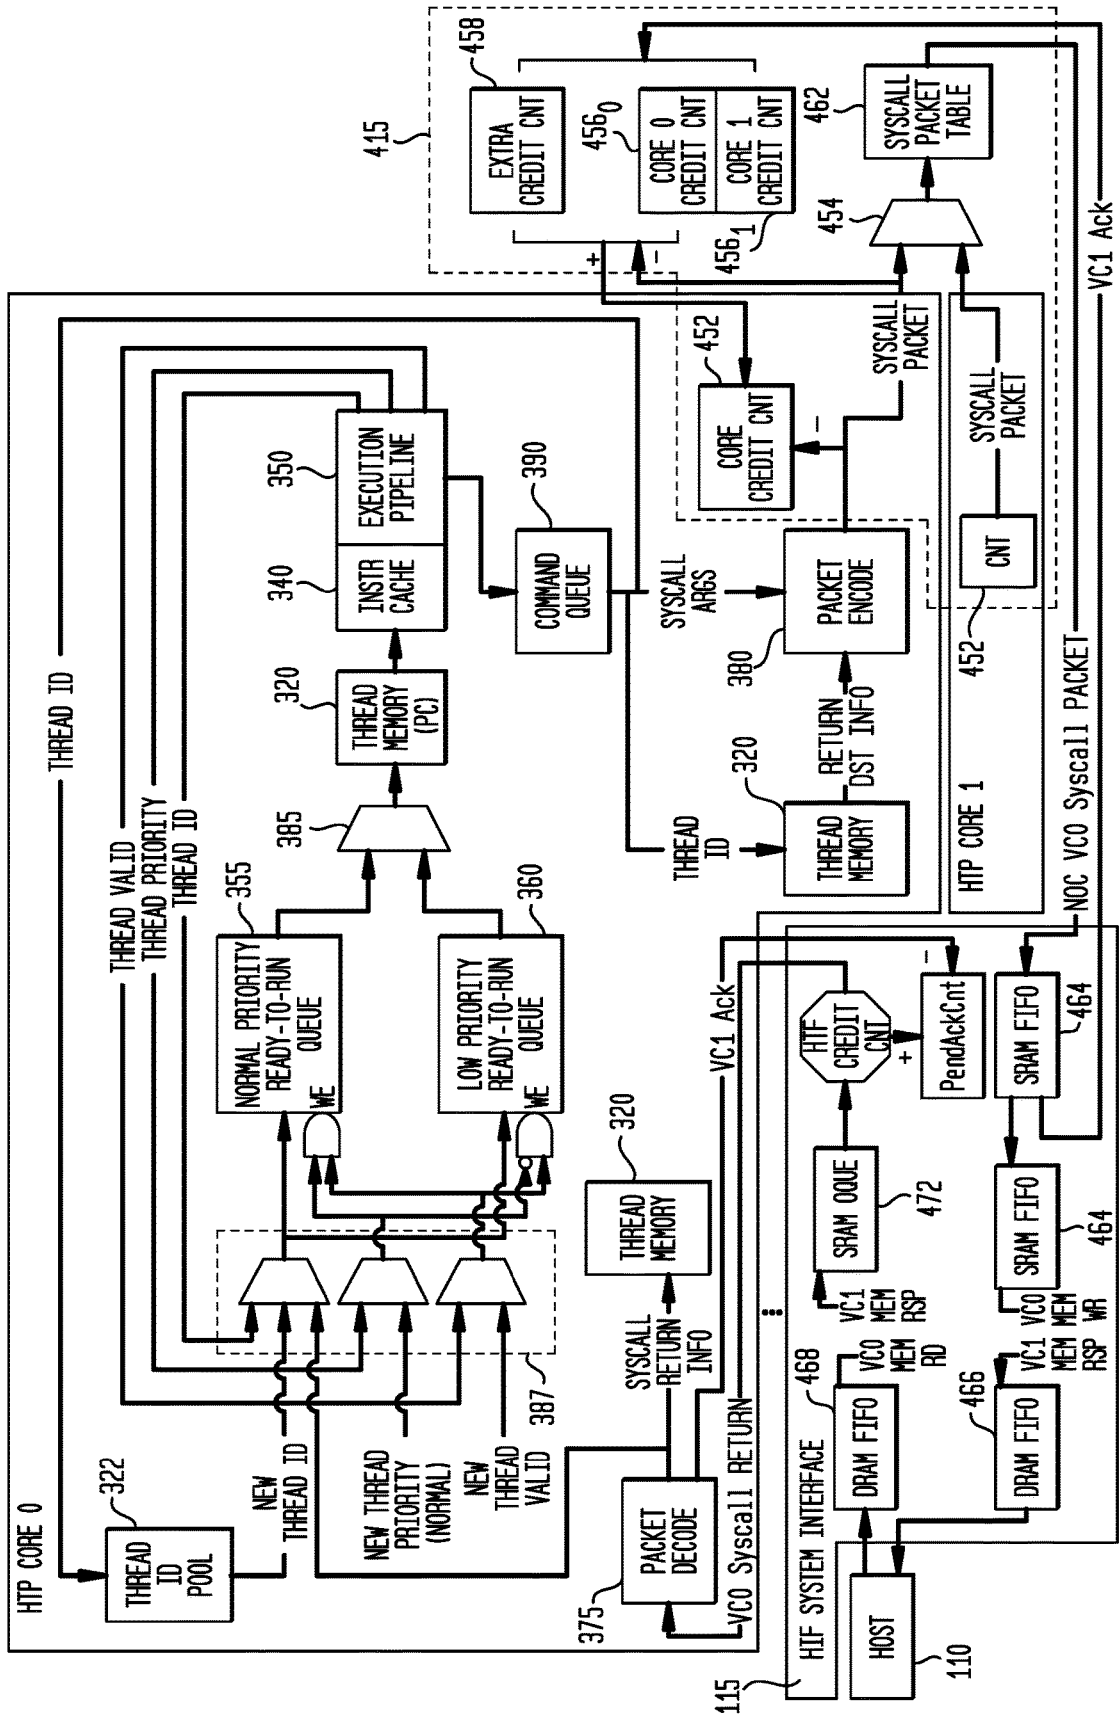 HTP CORE 0
322
THREAD
ID
POOL
THREAD ID
THREAD VALID
THREAD PRIORITY
THREAD ID
NEW
THREAD ID
NEW THREAD
PRIORITY
(NORMAL)
NEW
THREAD
VALID
387
NORMAL PRIORITY
READY-TO-RUN
QUEUE
WE
355
LOW PRIORITY
READY-TO-RUN
QUEUE
WE
360
385
320
THREAD
MEMORY
(PC)
340
INSTR
CACHE
350
EXECUTION
PIPELINE
390
COMMAND
QUEUE
375
PACKET
DECODE
SYSCALL
RETURN
INFO
THREAD
MEMORY
320
THREAD
ID
320
THREAD
MEMORY
RETURN
DST INFO
SYSCALL
ARGS
380
PACKET
ENCODE
452
CORE
CREDIT CNT
-
SYSCALL
PACKET
415
458
EXTRA
CREDIT CNT
456 0
CORE 0
CREDIT CNT
CORE 1
CREDIT CNT
456 1
+
-
454
462
SYSCALL
PACKET
TABLE
HTP CORE 1
452
CNT
SYSCALL
PACKET
VC0 Syscall RETURN
VC1 Ack
115
HIF SYSTEM INTERFACE
110
HOST
468
DRAM FIFO
VC0
MEM
RD
466
DRAM FIFO
VC1
MEM
RSP
VC0
MEM
WR
VC1
MEM
RSP
SRAM OQUE
472
HTF
CREDIT
CNT
+
PendAckCnt
-
SRAM FIFO
464
SRAM FIFO
464
NOC VC0 Syscall PACKET
VC1 Ack